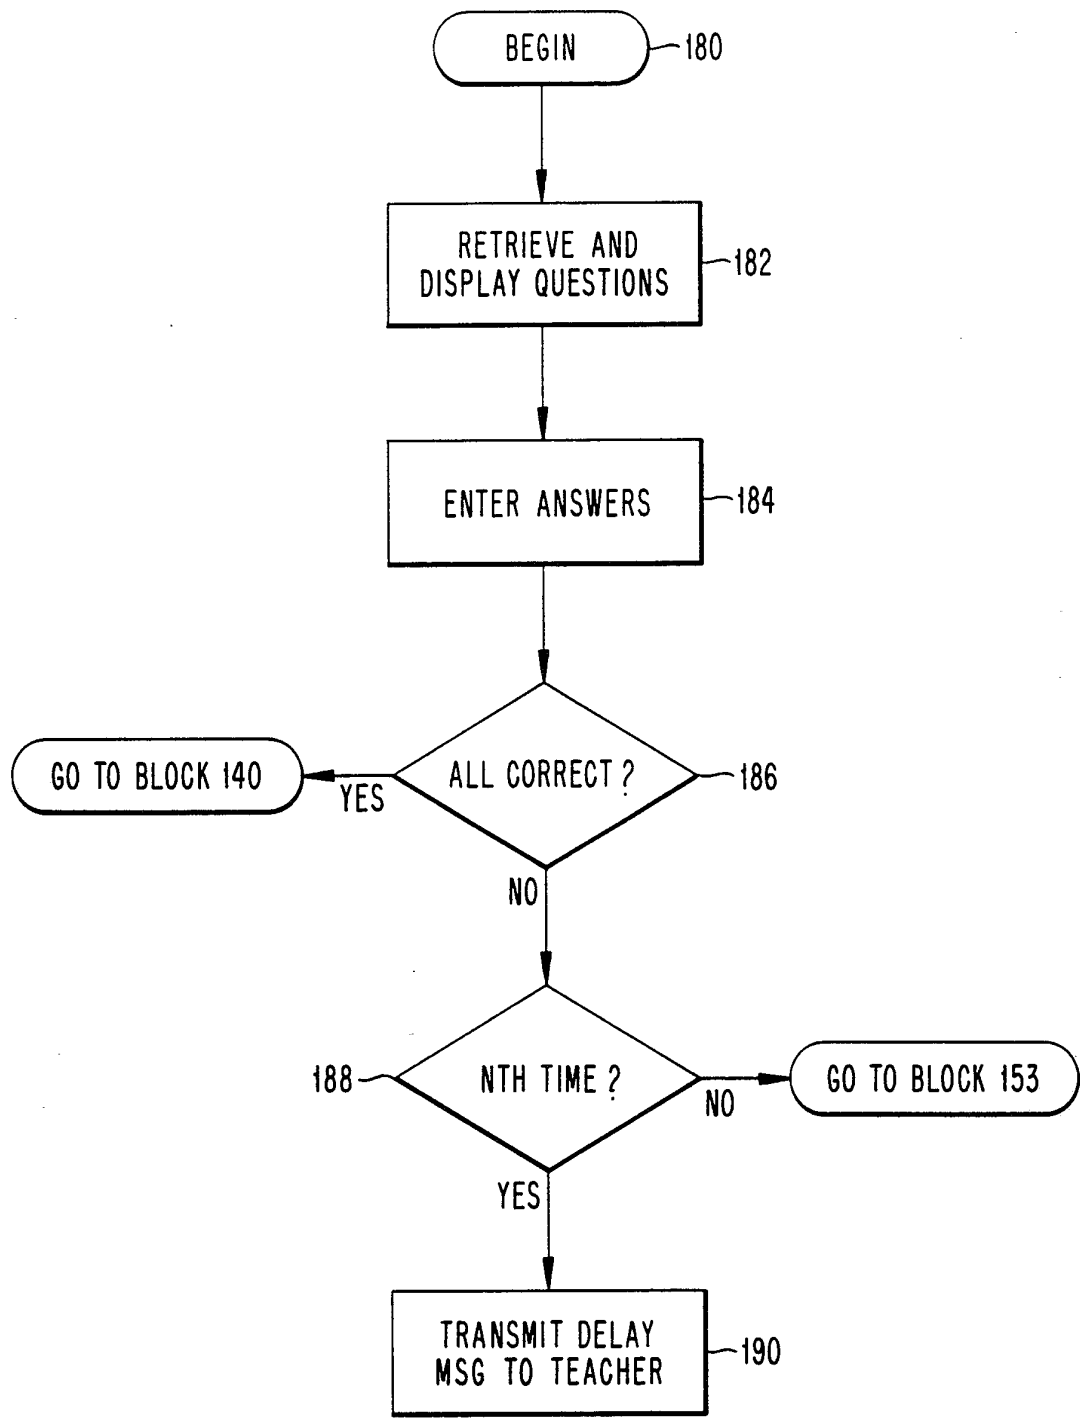 BEGIN
180
RETRIEVE AND
DISPLAY QUESTIONS
182
ENTER ANSWERS
184
ALL CORRECT ?
186
YES
GO TO BLOCK 140
NO
NTH TIME ?
188
NO
GO TO BLOCK 153
YES
TRANSMIT DELAY
MSG TO TEACHER
190